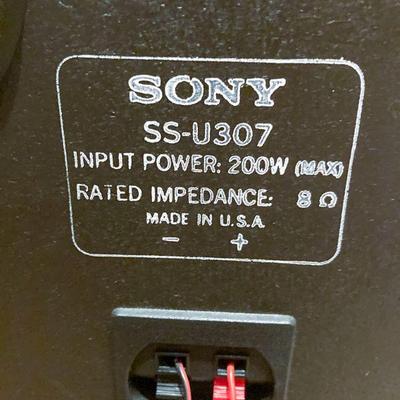 SONY
SS-U307
INPUT POWER: 200W (MAX)
RATED IMPEDANCE: 8 Ω
MADE IN U.S.A.
− +